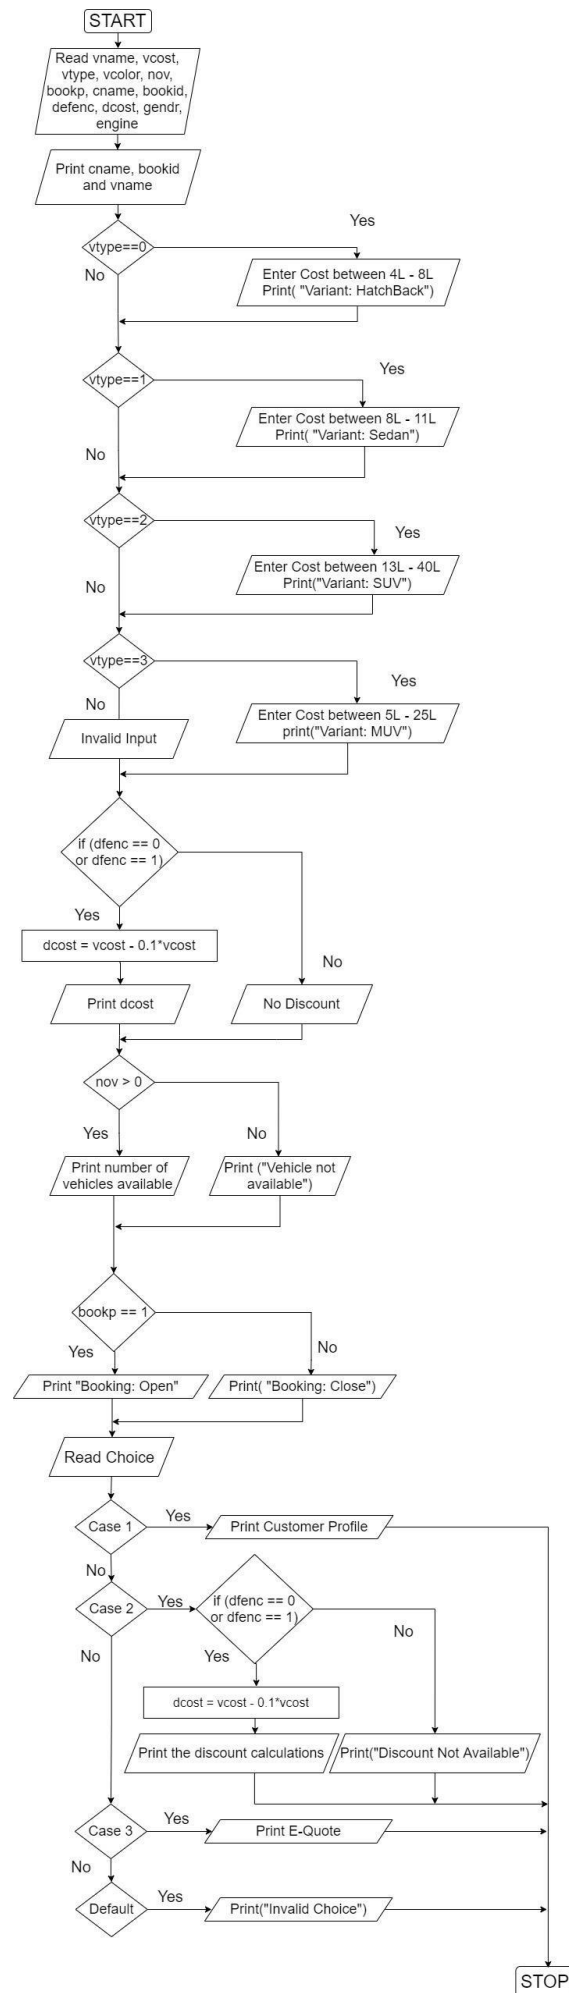 START
Read vname, vcost,
vtype, vcolor, nov,
bookp, cname, bookid,
defenc, dcost, gendr,
engine
Print cname, bookid
and vname
Yes
vtype==0
No
Enter Cost between 4L - 8L
Print( "Variant: HatchBack")
Yes
vtype==1
Enter Cost between 8L - 11L
Print( "Variant: Sedan")
No
vtype==2
Yes
Enter Cost between 13L - 40L
Print("Variant: SUV")
No
vtype==3
Yes
No
Enter Cost between 5L - 25L
print("Variant: MUV")
Invalid Input
if (dfenc == 0
or dfenc == 1)
Yes
dcost = vcost - 0.1*vcost
No
Print dcost
No Discount
nov > 0
Yes
No
Print number of
vehicles available
Print ("Vehicle not
available")
bookp == 1
Yes
No
Print "Booking: Open"
Print( "Booking: Close")
Read Choice
Case 1
Yes
Print Customer Profile
No
Case 2
Yes
if (dfenc == 0
or dfenc == 1)
No
No
Yes
dcost = vcost - 0.1*vcost
Print the discount calculations
Print("Discount Not Available")
Case 3
Yes
Print E-Quote
No
Default
Yes
Print("Invalid Choice")
STOP